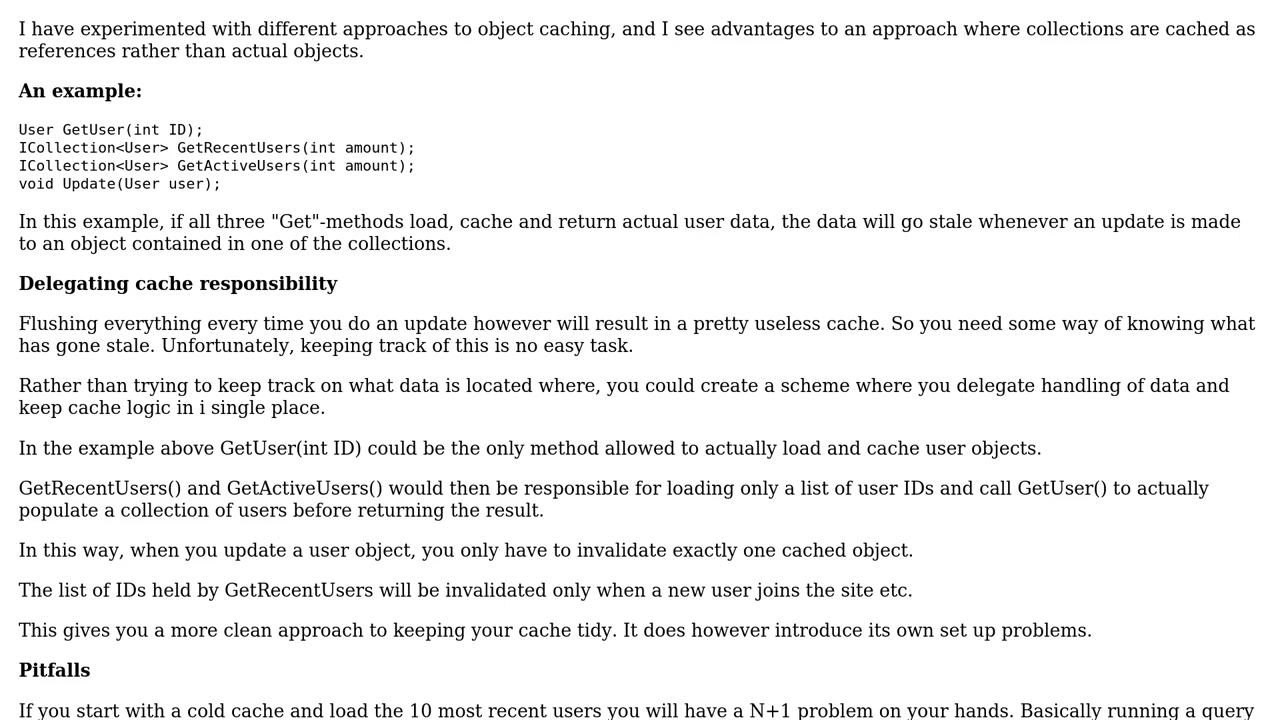 I have experimented with different approaches to object caching, and I see advantages to an approach where collections are cached as
references rather than actual objects.
An example:
User GetUser(int ID);
ICollection<User> GetRecentUsers(int amount);
ICollection<User> GetActiveUsers(int amount);
void Update(User user);
In this example, if all three "Get"-methods load, cache and return actual user data, the data will go stale whenever an update is made
to an object contained in one of the collections.
Delegating cache responsibility
Flushing everything every time you do an update however will result in a pretty useless cache. So you need some way of knowing what
has gone stale. Unfortunately, keeping track of this is no easy task.
Rather than trying to keep track on what data is located where, you could create a scheme where you delegate handling of data and
keep cache logic in i single place.
In the example above GetUser(int ID) could be the only method allowed to actually load and cache user objects.
GetRecentUsers() and GetActiveUsers() would then be responsible for loading only a list of user IDs and call GetUser() to actually
populate a collection of users before returning the result.
In this way, when you update a user object, you only have to invalidate exactly one cached object.
The list of IDs held by GetRecentUsers will be invalidated only when a new user joins the site etc.
This gives you a more clean approach to keeping your cache tidy. It does however introduce its own set up problems.
Pitfalls
If you start with a cold cache and load the 10 most recent users you will have a N+1 problem on your hands. Basically running a query